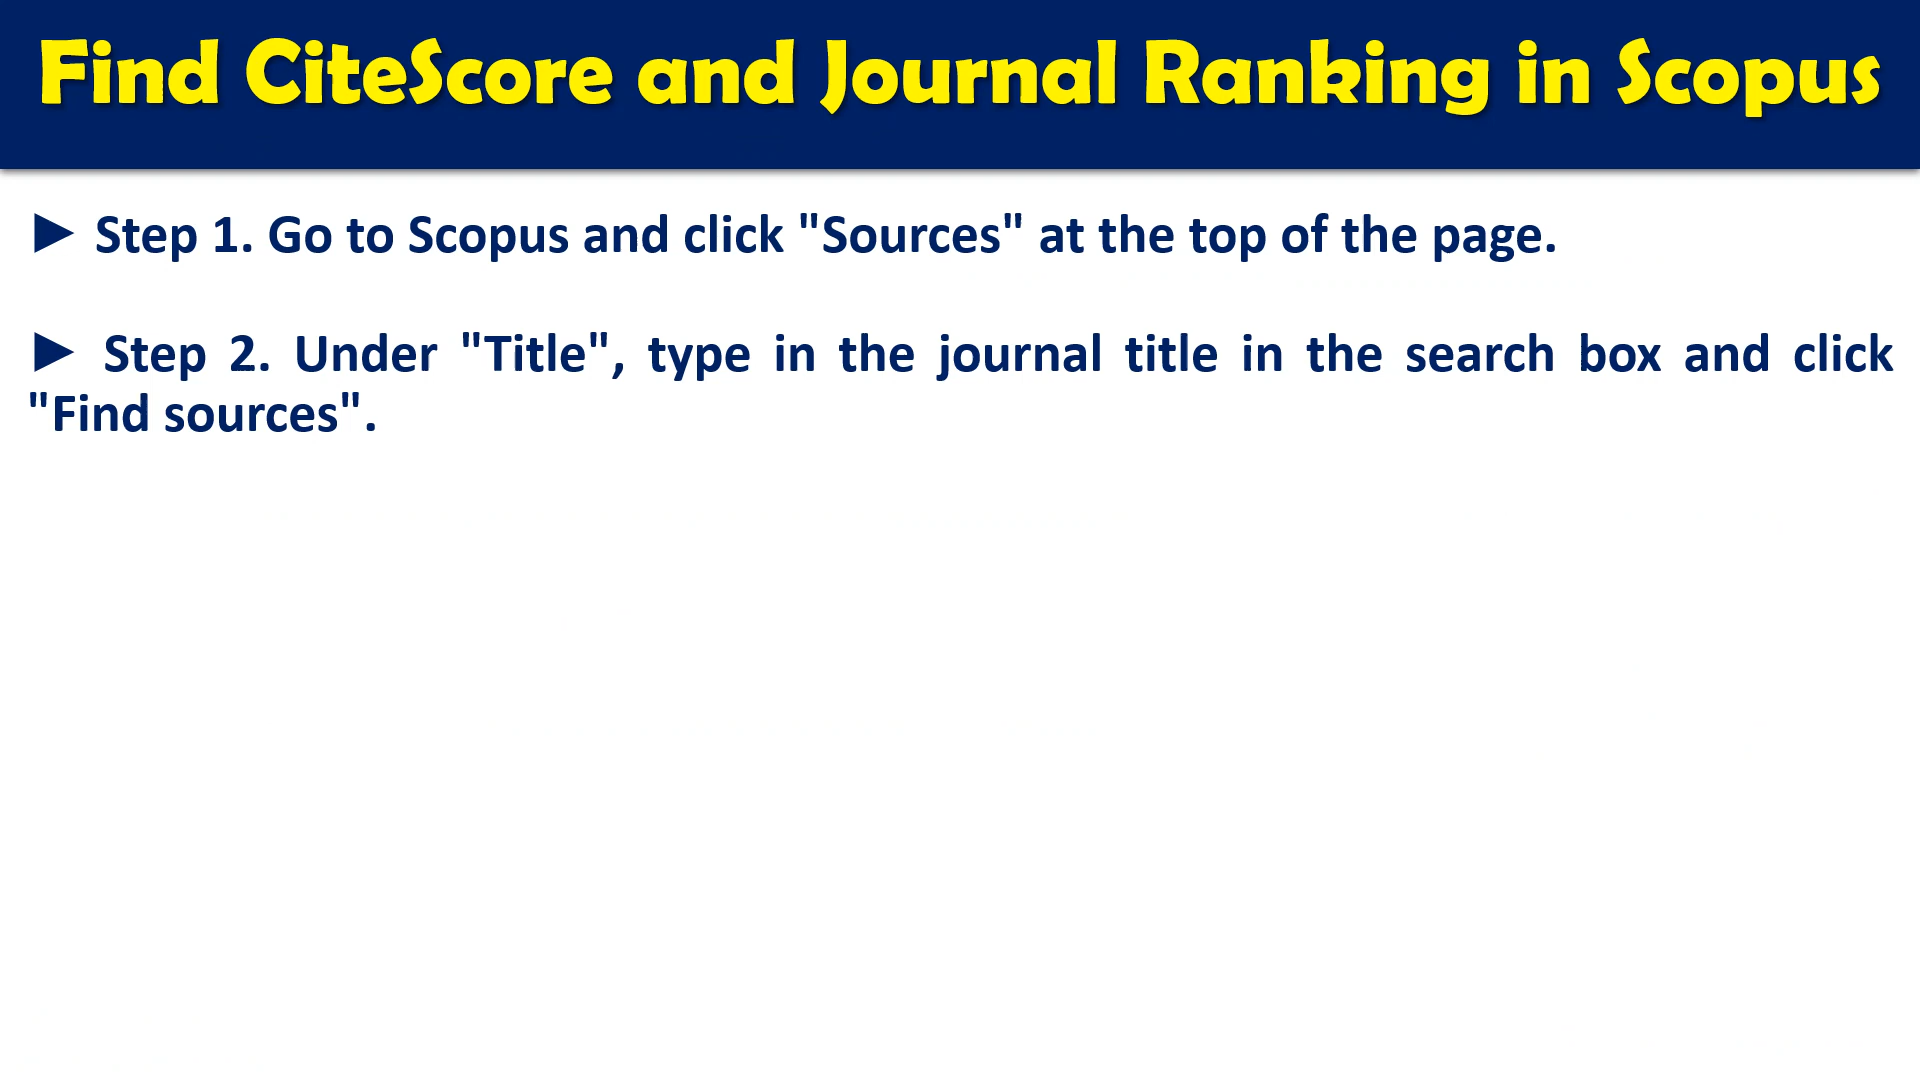 Find CiteScore and Journal Ranking in Scopus
► Step 1. Go to Scopus and click "Sources" at the top of the page.
► Step 2. Under "Title", type in the journal title in the search box and click
"Find sources".